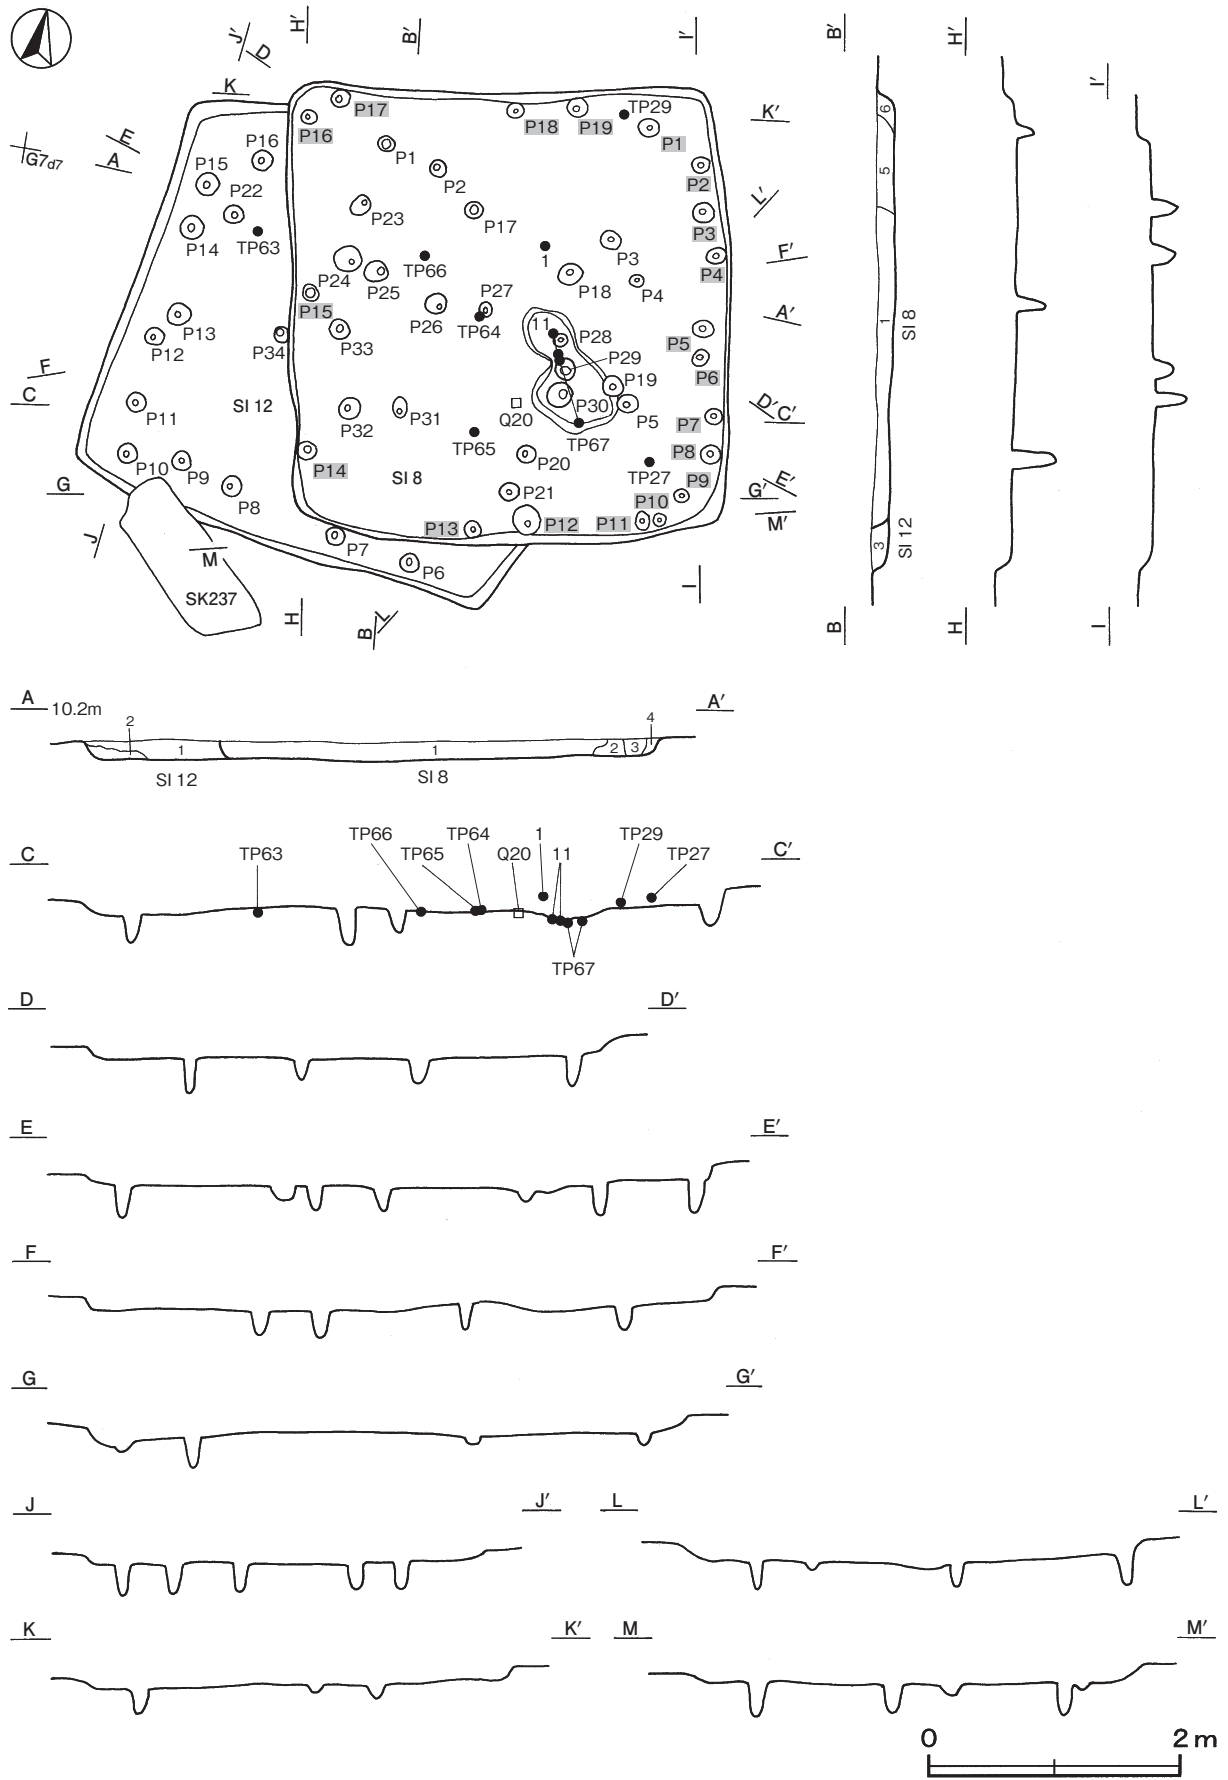 H′
J′
D
B′
I′
B′
H′
I′
K
K′
E
A
G7d7
P17
P16
P18
P19
TP29
P1
P16
P1
P2
P15
P22
P2
P14
TP63
P23
P17
P3
L′
F′
P24
P25
TP66
1
P3
P18
P4
P4
P15
P26
P27
TP64
11
P28
A′
P13
P12
P34
P33
P29
P5
P6
F
C
P11
SI 12
P32
P31
Q20
P30
P19
P5
P7
D′
C′
TP65
TP67
P10
P9
P14
SI 8
P20
TP27
P8
P9
E′
G
P8
P21
P10
G′
M′
J
M
P13
P12
P11
P7
P6
SK237
H
B
L
I
6
5
1
SI 8
3
SI 12
B
H
I
A
10.2m
A′
2
1
1
2
3
4
SI 12
SI 8
C
TP63
TP66
TP65
TP64
Q20
1
11
TP29
TP27
C′
TP67
D
D′
E
E′
F
F′
G
G′
J
J′
L
L′
K
K′
M
M′
0
2 m